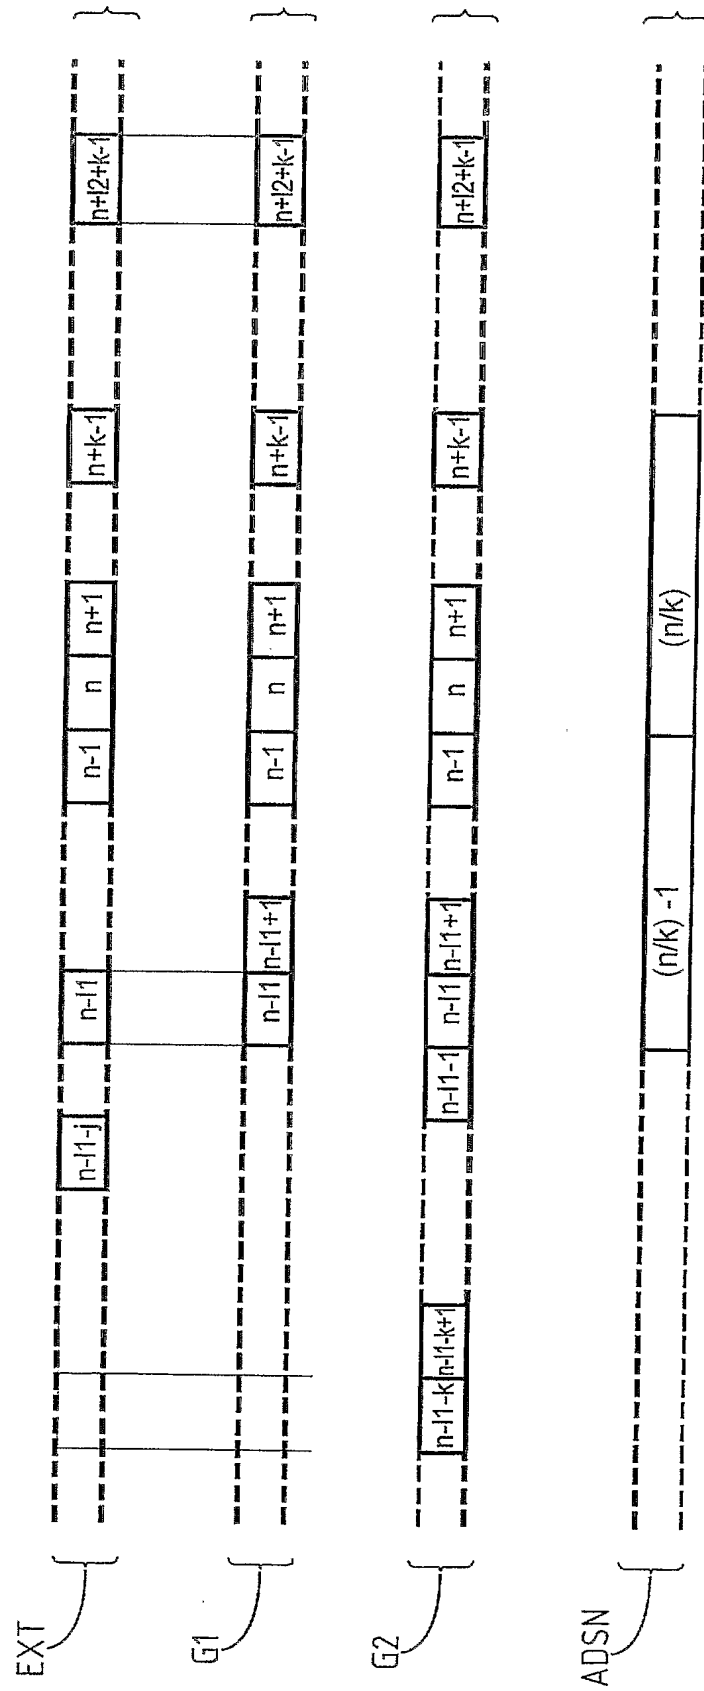 EXT
n-l1-j
n-l1
n-1
n
n+1
n+k-1
n+l2+k-1
G1
n-l1
n-l1+1
n-1
n
n+1
n+k-1
n+l2+k-1
G2
n-l1-k
n-l1-k+1
n-l1-1
n-l1
n-l1+1
n-1
n
n+1
n+k-1
n+l2+k-1
ADSN
(n/k) -1
(n/k)